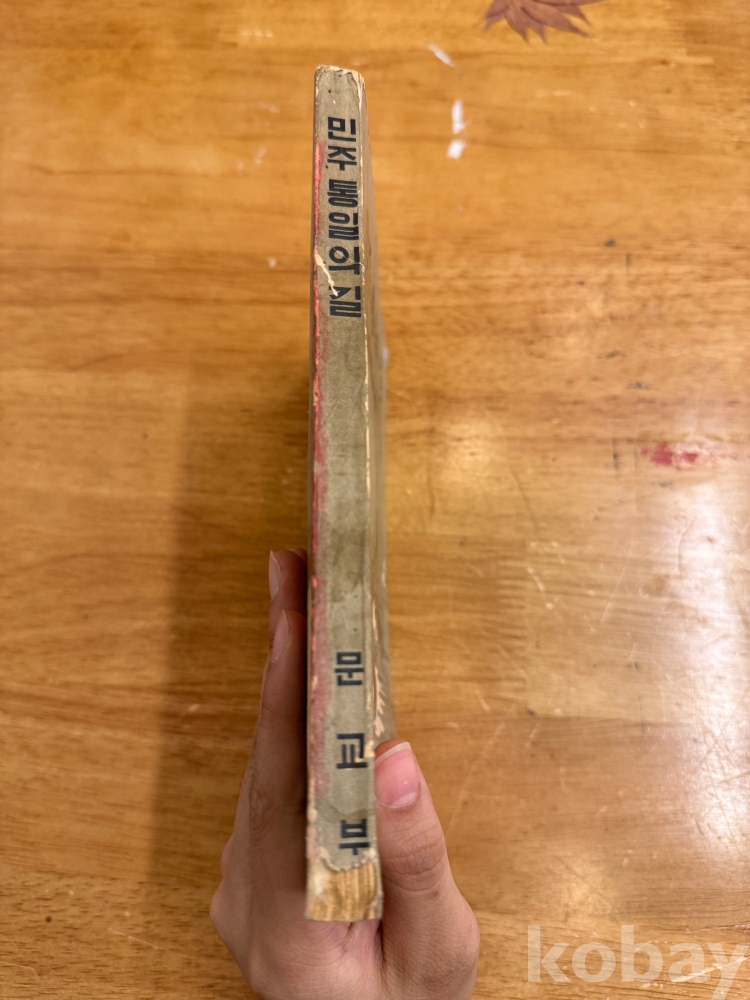 민주 통일의 길
문교부
kobay